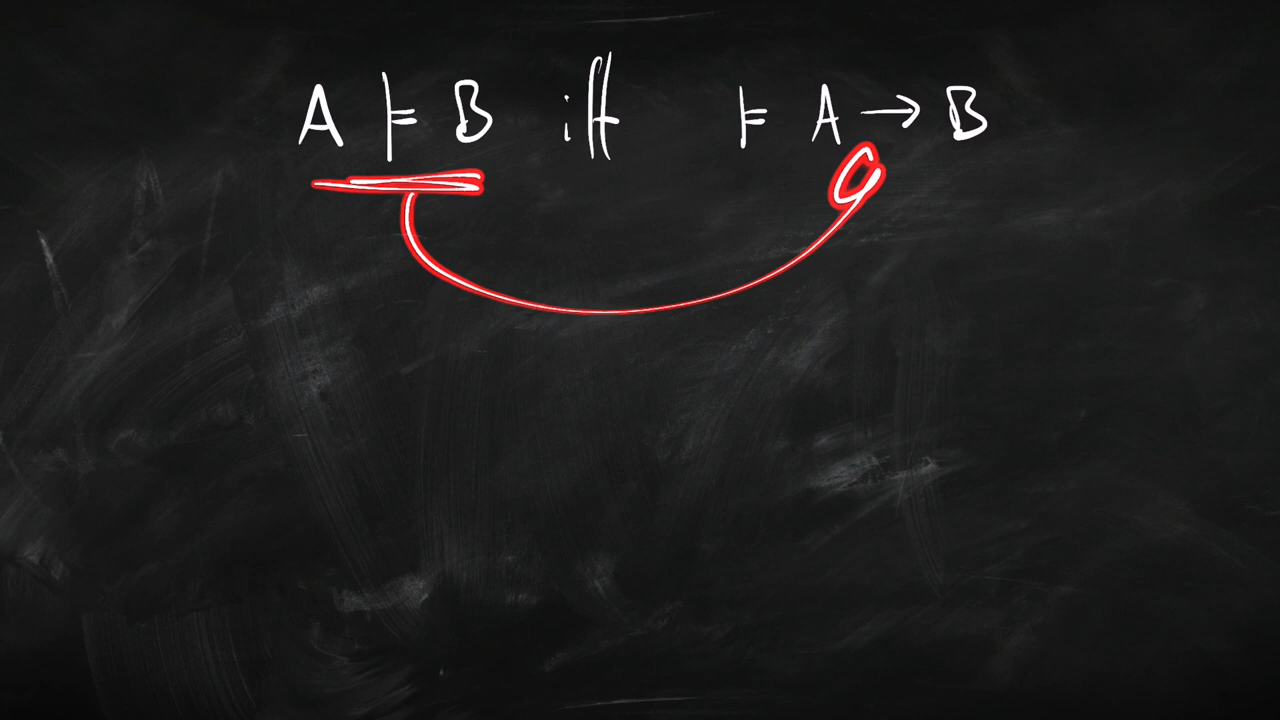 A ⊨ B iff ⊨ A → B